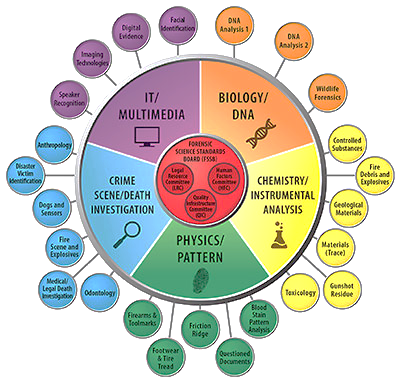 Facial
Identification
Digital
Evidence
Imaging
Technologies
Speaker
Recognition
DNA
Analysis 1
DNA
Analysis 2
Wildlife
Forensics
IT/
MULTIMEDIA
BIOLOGY/
DNA
FORENSIC
SCIENCE STANDARDS
BOARD (FSSB)
Legal
Resource
Committee
(LRC)
Human
Factors
Committee
(HFC)
Quality
Infrastructure
Committee
(QIC)
CRIME
SCENE/DEATH
INVESTIGATION
CHEMISTRY/
INSTRUMENTAL
ANALYSIS
PHYSICS/
PATTERN
Anthropology
Disaster
Victim
Identification
Dogs and
Sensors
Fire
Scene and
Explosives
Medical/
Legal Death
Investigation
Odontology
Controlled
Substances
Fire
Debris and
Explosives
Geological
Materials
Materials
(Trace)
Gunshot
Residue
Toxicology
Firearms &
Toolmarks
Footwear
& Tire
Tread
Friction
Ridge
Questioned
Documents
Blood
Stain
Pattern
Analysis